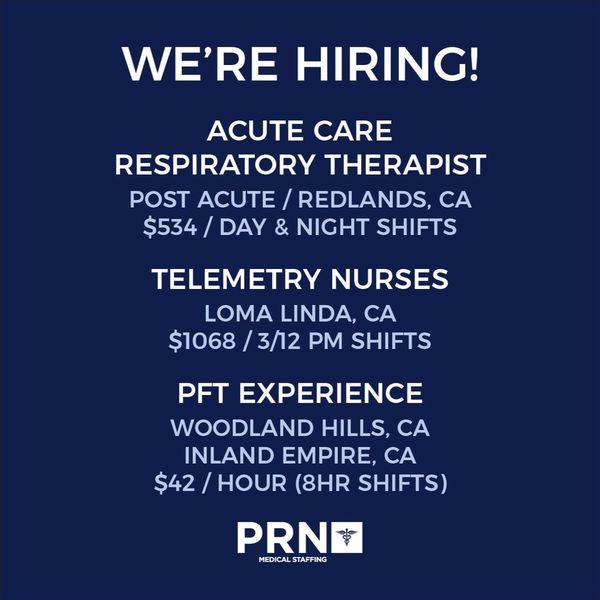 WE’RE HIRING!
ACUTE CARE
RESPIRATORY THERAPIST
POST ACUTE / REDLANDS, CA
$534 / DAY & NIGHT SHIFTS
TELEMETRY NURSES
LOMA LINDA, CA
$1068 / 3/12 PM SHIFTS
PFT EXPERIENCE
WOODLAND HILLS, CA
INLAND EMPIRE, CA
$42 / HOUR (8HR SHIFTS)
PRN
MEDICAL STAFFING